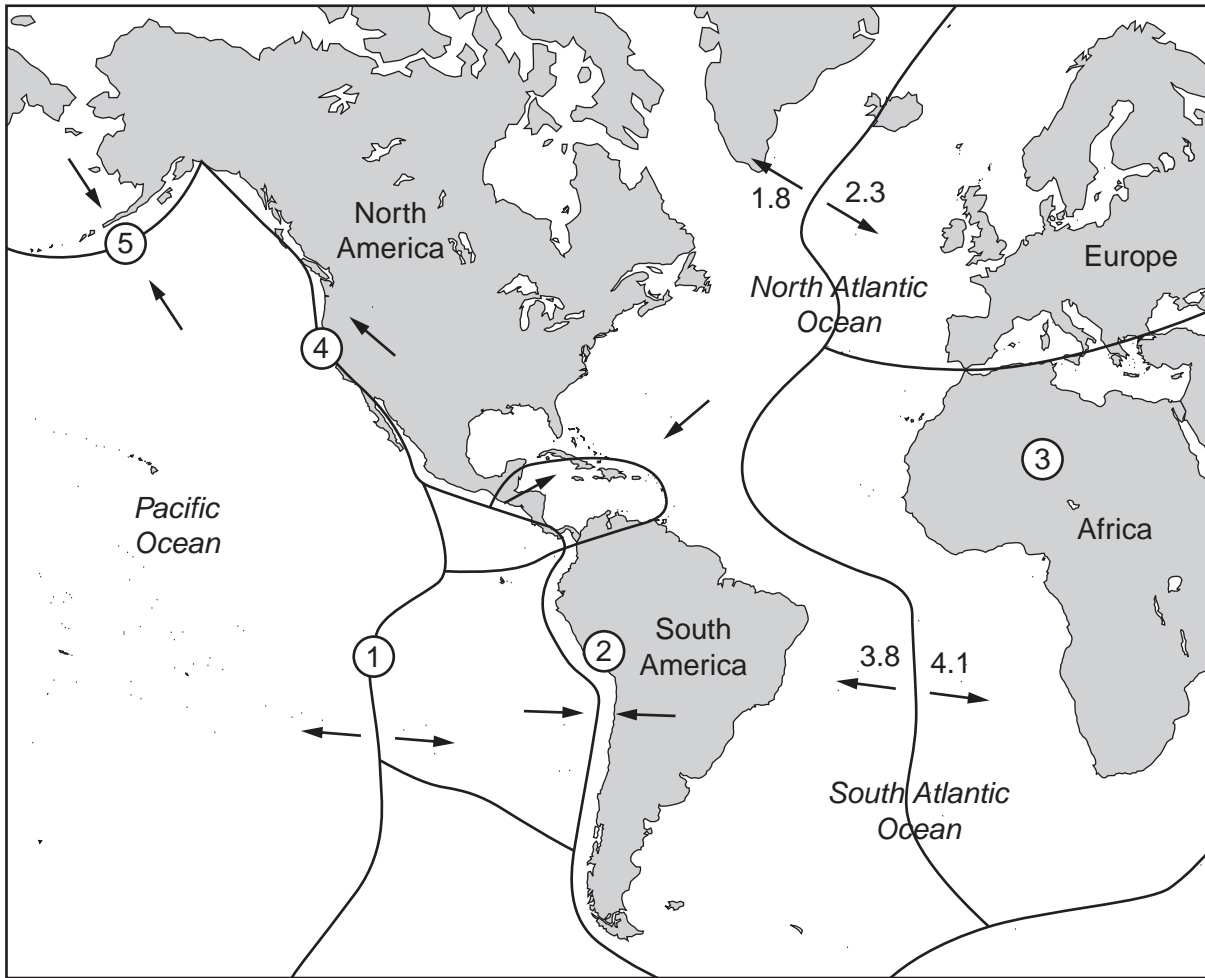 1.8
2.3
North
America
5
Europe
North Atlantic
Ocean
4
3
Pacific
Ocean
Africa
1
2
South
America
3.8
4.1
South Atlantic
Ocean